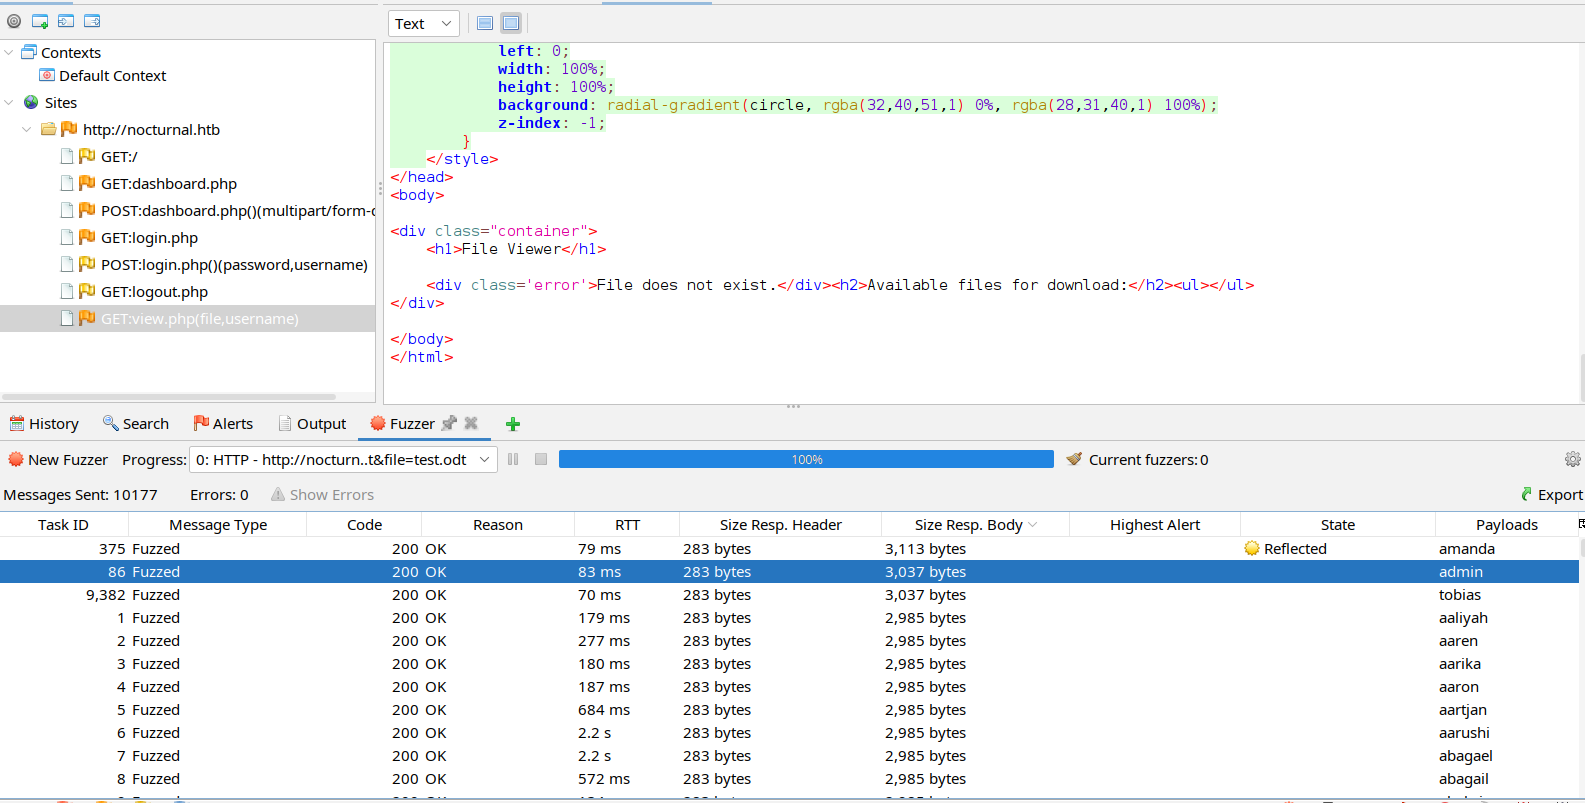 Text
Contexts
Default Context
Sites
http://nocturnal.htb
GET:/
GET:dashboard.php
POST:dashboard.php()(multipart/form-d
GET:login.php
POST:login.php()(password,username)
GET:logout.php
GET:view.php(file,username)
left: 0;
width: 100%;
height: 100%;
background: radial-gradient(circle, rgba(32,40,51,1) 0%, rgba(28,31,40,1) 100%);
z-index: -1;
}
</style>
</head>
<body>
<div class="container">
<h1>File Viewer</h1>
<div class='error'>File does not exist.</div><h2>Available files for download:</h2><ul></ul>
</div>
</body>
</html>
History Search Alerts Output Fuzzer
New Fuzzer Progress: 0: HTTP - http://nocturn..t&file=test.odt 100% Current fuzzers:0
Messages Sent: 10177 Errors: 0 Show Errors Export
Task ID Message Type Code Reason RTT Size Resp. Header Size Resp. Body Highest Alert State Payloads
375 Fuzzed 200 OK 79 ms 283 bytes 3,113 bytes Reflected amanda
86 Fuzzed 200 OK 83 ms 283 bytes 3,037 bytes admin
9,382 Fuzzed 200 OK 70 ms 283 bytes 3,037 bytes tobias
1 Fuzzed 200 OK 179 ms 283 bytes 2,985 bytes aaliyah
2 Fuzzed 200 OK 277 ms 283 bytes 2,985 bytes aaren
3 Fuzzed 200 OK 180 ms 283 bytes 2,985 bytes aarika
4 Fuzzed 200 OK 187 ms 283 bytes 2,985 bytes aaron
5 Fuzzed 200 OK 684 ms 283 bytes 2,985 bytes aartjan
6 Fuzzed 200 OK 2.2 s 283 bytes 2,985 bytes aarushi
7 Fuzzed 200 OK 2.2 s 283 bytes 2,985 bytes abagael
8 Fuzzed 200 OK 572 ms 283 bytes 2,985 bytes abagail